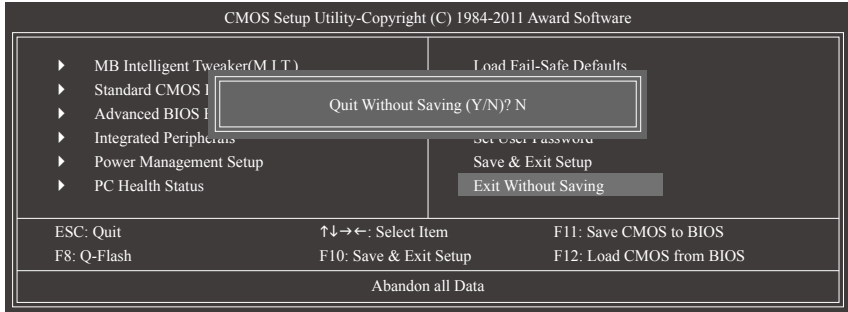 CMOS Setup Utility-Copyright (C) 1984-2011 Award Software
MB Intelligent Tweaker(M.I.T.)
Standard CMOS
Advanced BIOS
Integrated Peripherals
Power Management Setup
PC Health Status
Load Fail-Safe Defaults
Set User Password
Save & Exit Setup
Exit Without Saving
Quit Without Saving (Y/N)? N
ESC: Quit
↑↓→←: Select Item
F11: Save CMOS to BIOS
F8: Q-Flash
F10: Save & Exit Setup
F12: Load CMOS from BIOS
Abandon all Data